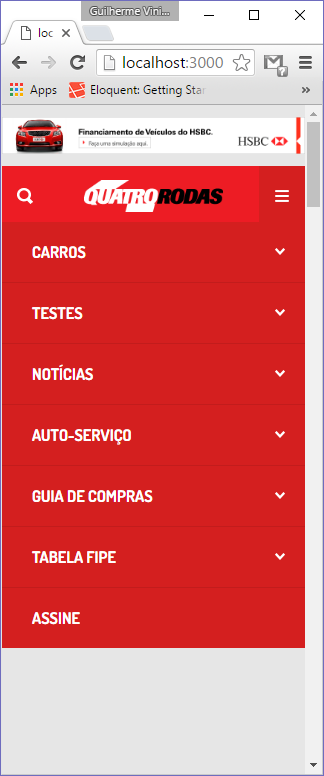 Guilherme Vini...
loc
localhost:3000
Apps
Eloquent: Getting Star
»
Financiamento de Veículos do HSBC.
Faça uma simulação aqui.
HSBC
QUATRO RODAS
CARROS
TESTES
NOTÍCIAS
AUTO-SERVIÇO
GUIA DE COMPRAS
TABELA FIPE
ASSINE